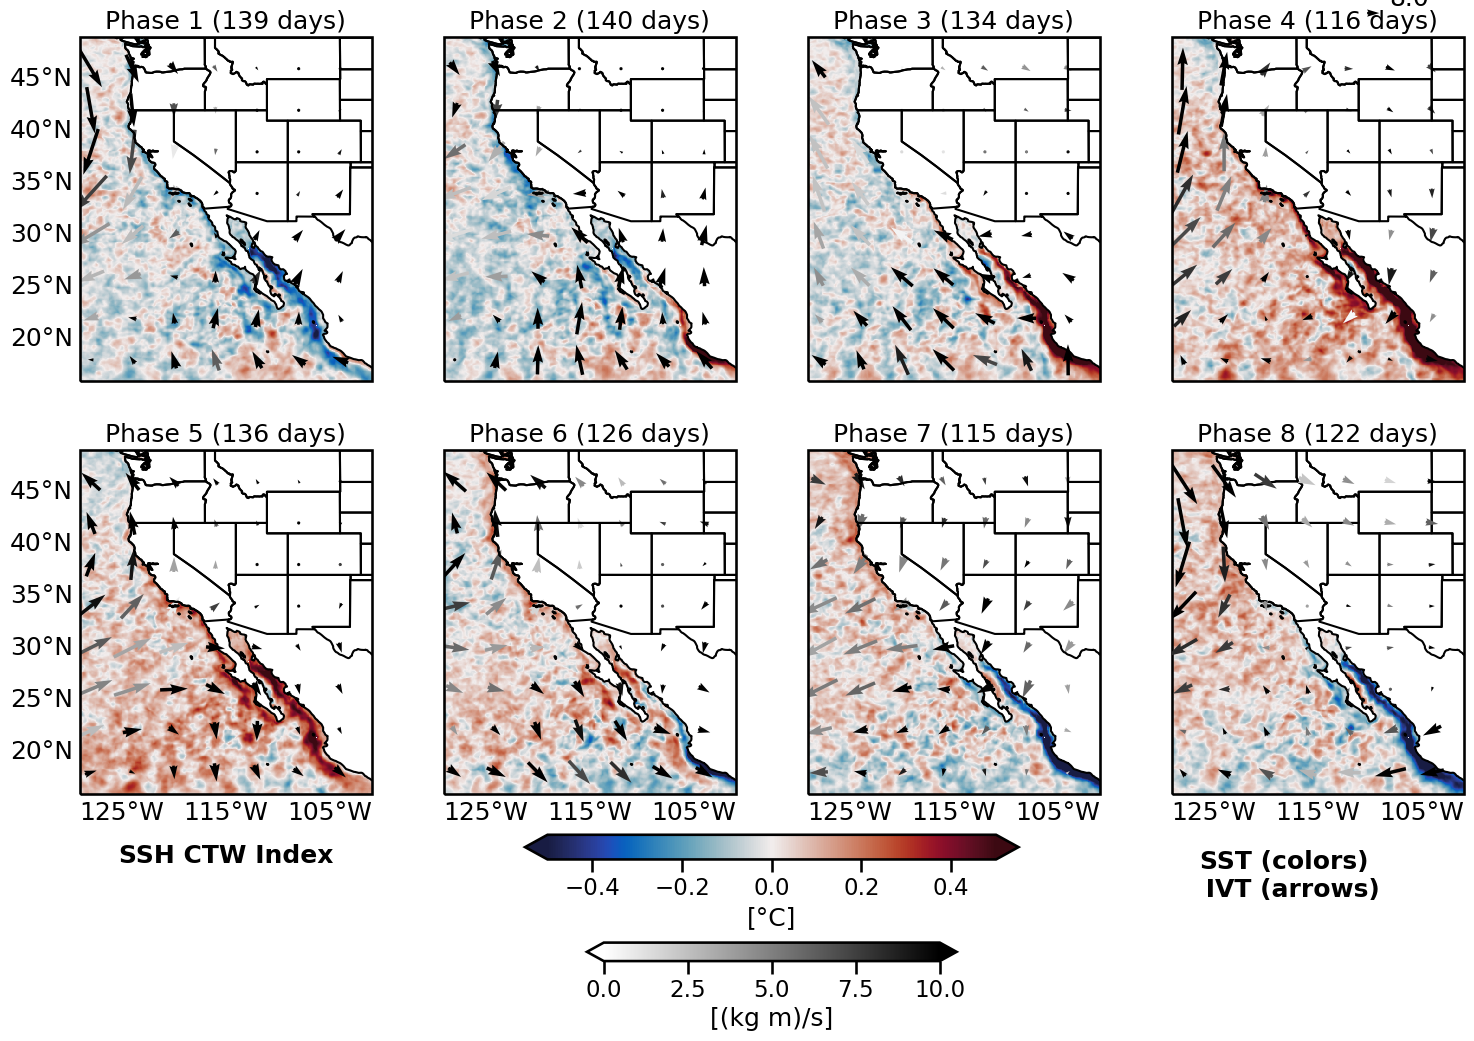 8.0
Phase 1 (139 days) Phase 2 (140 days) Phase 3 (134 days) Phase 4 (116 days)
45°N
40°N
35°N
30°N
25°N
20°N
Phase 5 (136 days) Phase 6 (126 days) Phase 7 (115 days) Phase 8 (122 days)
45°N
40°N
35°N
30°N
25°N
20°N
125°W 115°W 105°W 125°W 115°W 105°W 125°W 115°W 105°W 125°W 115°W 105°W
SSH CTW Index
SST (colors)
IVT (arrows)
−0.4 −0.2 0.0 0.2 0.4
[°C]
0.0 2.5 5.0 7.5 10.0
[(kg m)/s]